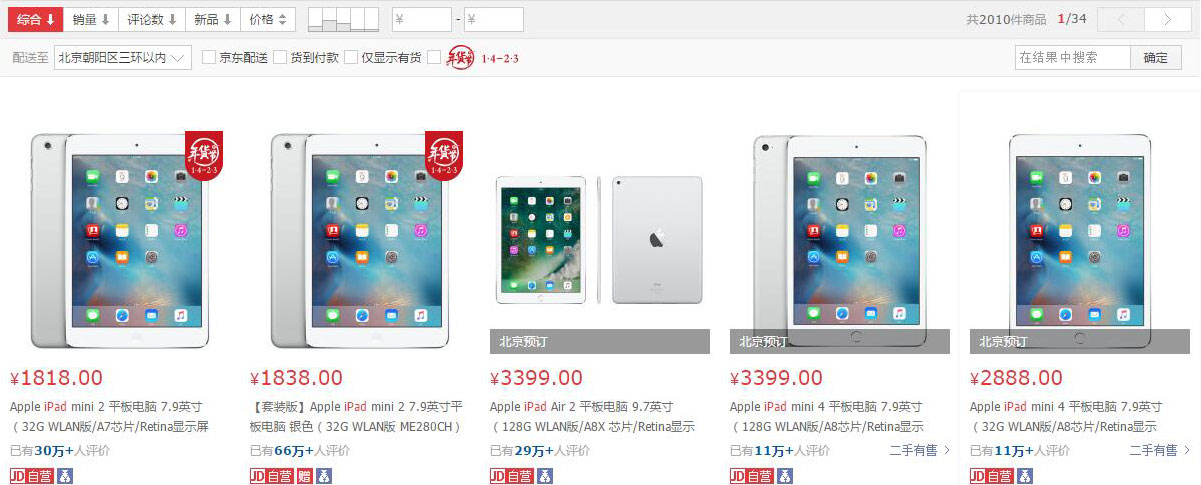 综合 销量 评论数 新品 价格 ¥ - ¥ 共2010件商品 1/34
配送至 北京朝阳区三环以内 京东配送 货到付款 仅显示有货 年货节 1·4-2·3 在结果中搜索 确定
年货节
1·4-2·3
年货节
1·4-2·3
北京预订 北京预订 北京预订
¥1818.00
Apple iPad mini 2 平板电脑 7.9英寸
（32G WLAN版/A7芯片/Retina显示屏
已有30万+人评价
JD自营
¥1838.00
【套装版】Apple iPad mini 2 7.9英寸平
板电脑 银色（32G WLAN版 ME280CH）
已有66万+人评价
JD自营 赠
¥3399.00
Apple iPad Air 2 平板电脑 9.7英寸
（128G WLAN版/A8X 芯片/Retina显示
已有29万+人评价
JD自营
¥3399.00
Apple iPad mini 4 平板电脑 7.9英寸
（128G WLAN版/A8芯片/Retina显示
已有11万+人评价 二手有售
JD自营
¥2888.00
Apple iPad mini 4 平板电脑 7.9英寸
（32G WLAN版/A8芯片/Retina显示
已有11万+人评价 二手有售
JD自营